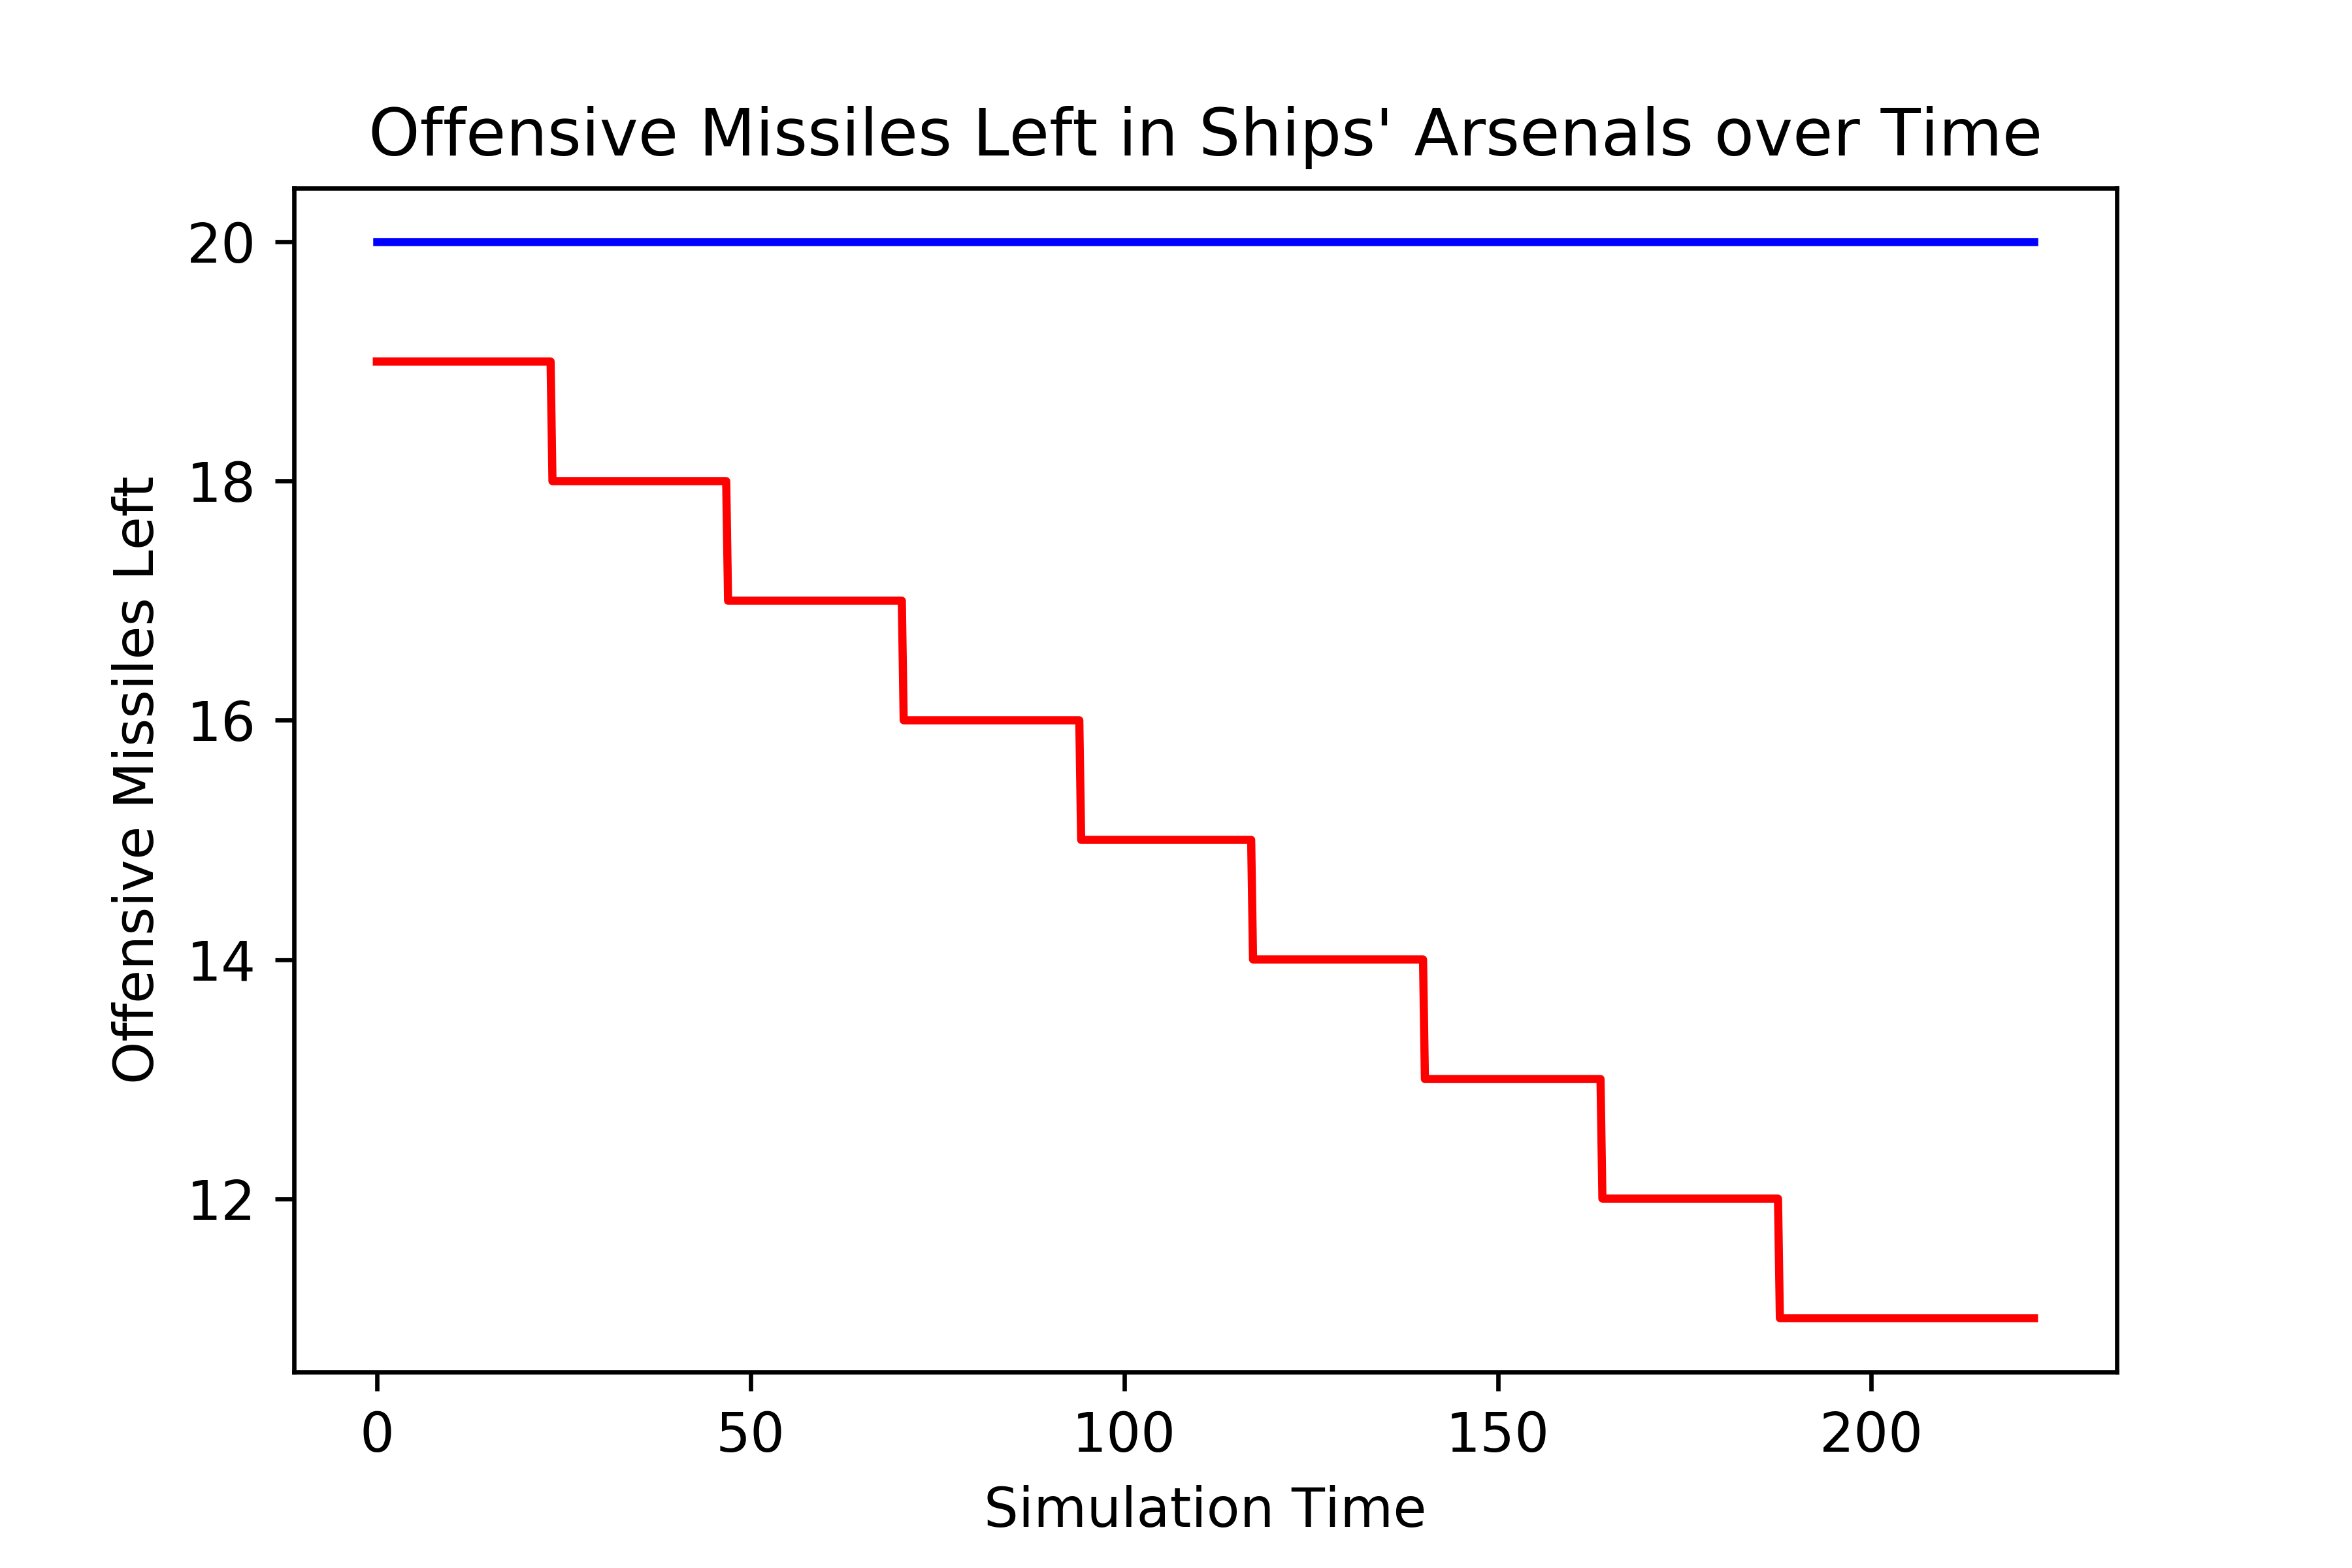 Offensive Missiles Left in Ships' Arsenals over Time
20
18
16
14
12
Offensive Missiles Left
0 50 100 150 200
Simulation Time